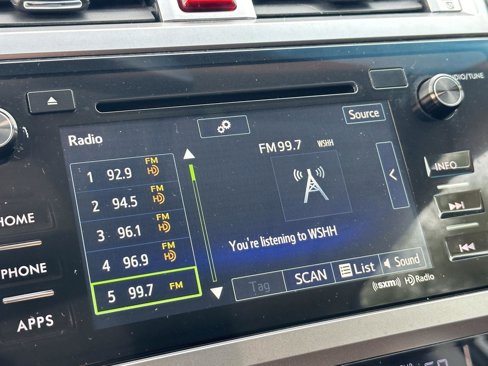 AUDIO/TUNE
Source
Radio
FM 99.7 WSHH
1 92.9 FM HD
2 94.5 FM HD
3 96.1 FM HD
4 96.9 FM HD
5 99.7 FM
You're listening to WSHH
Tag SCAN List Sound
sxm HD Radio
HOME
PHONE
APPS
INFO